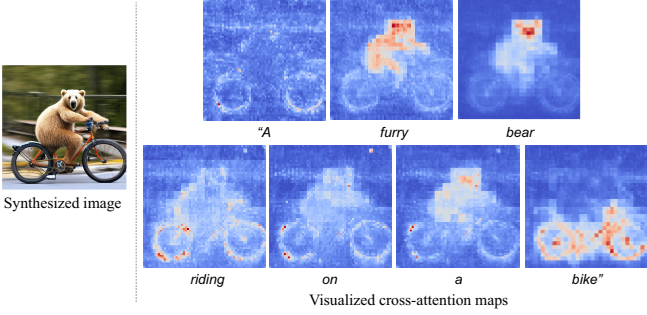 "A furry bear
Synthesized image
riding on a bike"
Visualized cross-attention maps